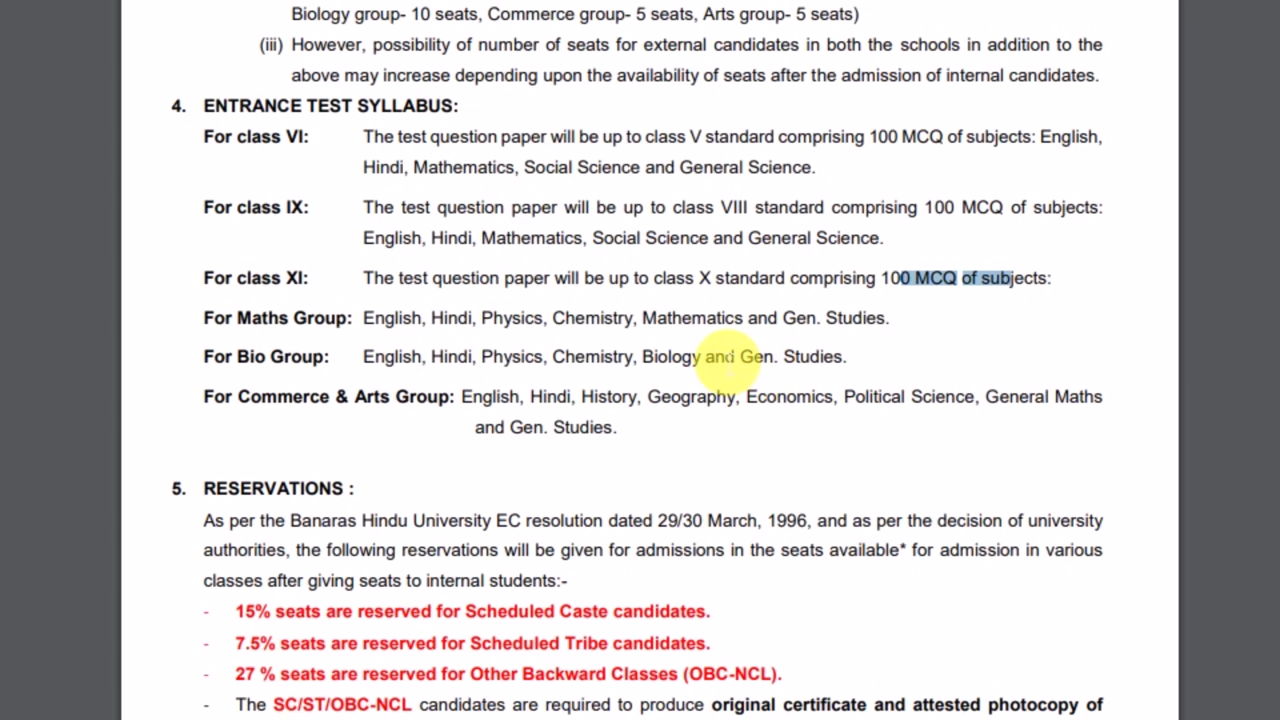 Biology group- 10 seats, Commerce group- 5 seats, Arts group- 5 seats)
(iii) However, possibility of number of seats for external candidates in both the schools in addition to the
above may increase depending upon the availability of seats after the admission of internal candidates.
4. ENTRANCE TEST SYLLABUS:
For class VI: The test question paper will be up to class V standard comprising 100 MCQ of subjects: English,
Hindi, Mathematics, Social Science and General Science.
For class IX: The test question paper will be up to class VIII standard comprising 100 MCQ of subjects:
English, Hindi, Mathematics, Social Science and General Science.
For class XI: The test question paper will be up to class X standard comprising 100 MCQ of subjects:
For Maths Group: English, Hindi, Physics, Chemistry, Mathematics and Gen. Studies.
For Bio Group: English, Hindi, Physics, Chemistry, Biology and Gen. Studies.
For Commerce & Arts Group: English, Hindi, History, Geography, Economics, Political Science, General Maths
and Gen. Studies.
5. RESERVATIONS :
As per the Banaras Hindu University EC resolution dated 29/30 March, 1996, and as per the decision of university
authorities, the following reservations will be given for admissions in the seats available* for admission in various
classes after giving seats to internal students:-
- 15% seats are reserved for Scheduled Caste candidates.
- 7.5% seats are reserved for Scheduled Tribe candidates.
- 27 % seats are reserved for Other Backward Classes (OBC-NCL).
- The SC/ST/OBC-NCL candidates are required to produce original certificate and attested photocopy of